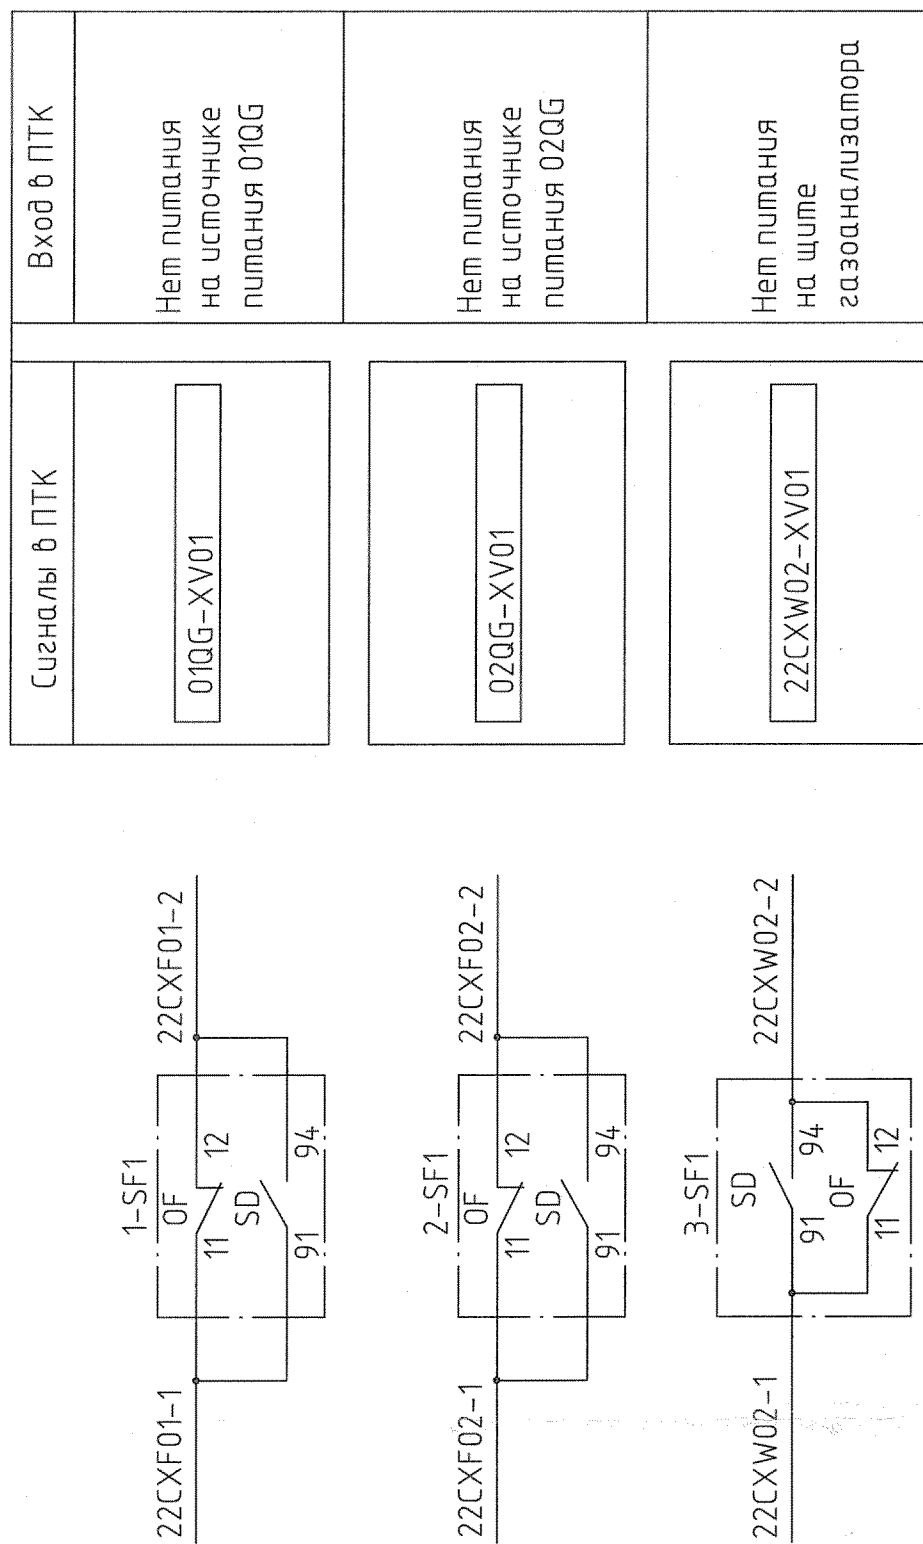 Сигналы в ПТК
Вход в ПТК
22CXF01-1
1-SF1
OF
11
12
SD
91
94
22CXF01-2
01QG-XV01
Нет питания
на источнике
питания 01QG
22CXF02-1
2-SF1
OF
11
12
SD
91
94
22CXF02-2
02QG-XV01
Нет питания
на источнике
питания 02QG
22CXW02-1
3-SF1
SD
91
94
OF
11
12
22CXW02-2
22CXW02-XV01
Нет питания
на щите
газоанализатора